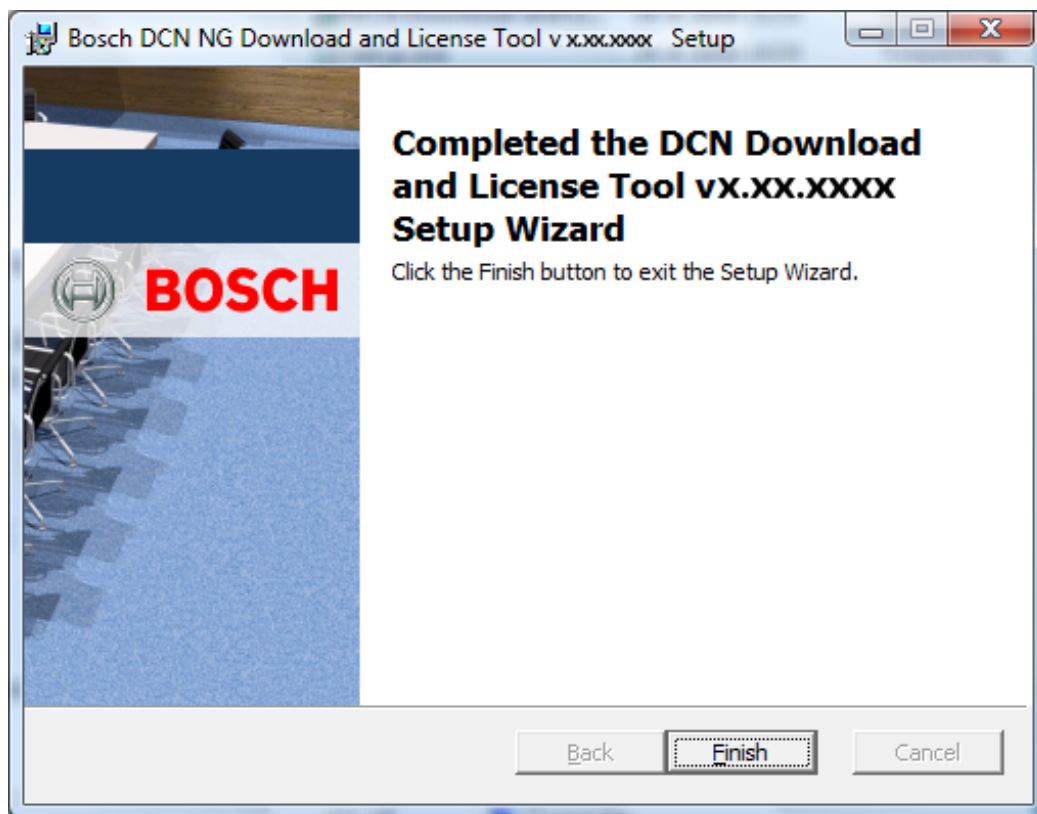 Bosch DCN NG Download and License Tool v x.xx.xxxx Setup
Completed the DCN Download
and License Tool vX.XX.XXXX
Setup Wizard
Click the Finish button to exit the Setup Wizard.
BOSCH
Back
Finish
Cancel